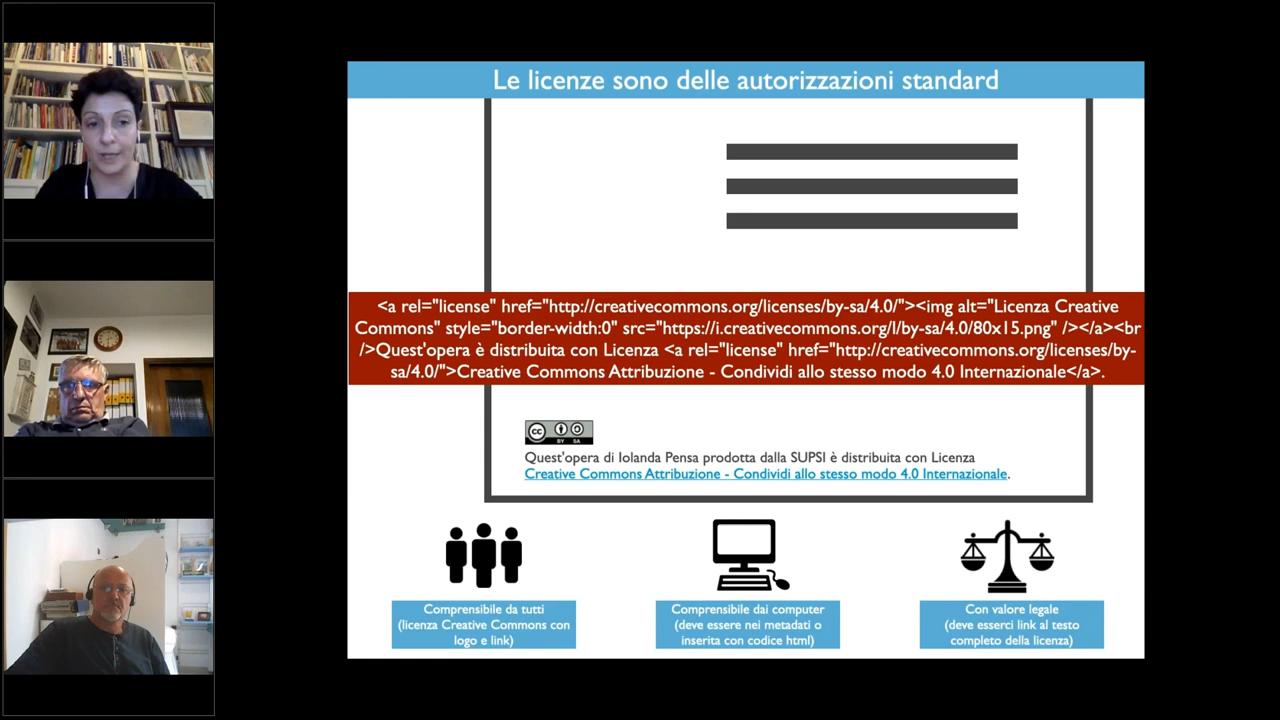 Le licenze sono delle autorizzazioni standard
<a rel="license" href="http://creativecommons.org/licenses/by-sa/4.0/"><img alt="Licenza Creative
Commons" style="border-width:0" src="https://i.creativecommons.org/l/by-sa/4.0/80x15.png" /></a><br
/>Quest'opera è distribuita con Licenza <a rel="license" href="http://creativecommons.org/licenses/by-
sa/4.0/">Creative Commons Attribuzione - Condividi allo stesso modo 4.0 Internazionale</a>.
cc BY SA
Quest'opera di Iolanda Pensa prodotta dalla SUPSI è distribuita con Licenza
Creative Commons Attribuzione - Condividi allo stesso modo 4.0 Internazionale.
Comprensibile da tutti
(licenza Creative Commons con
logo e link)
Comprensibile dai computer
(deve essere nei metadati o
inserita con codice html)
Con valore legale
(deve esserci link al testo
completo della licenza)